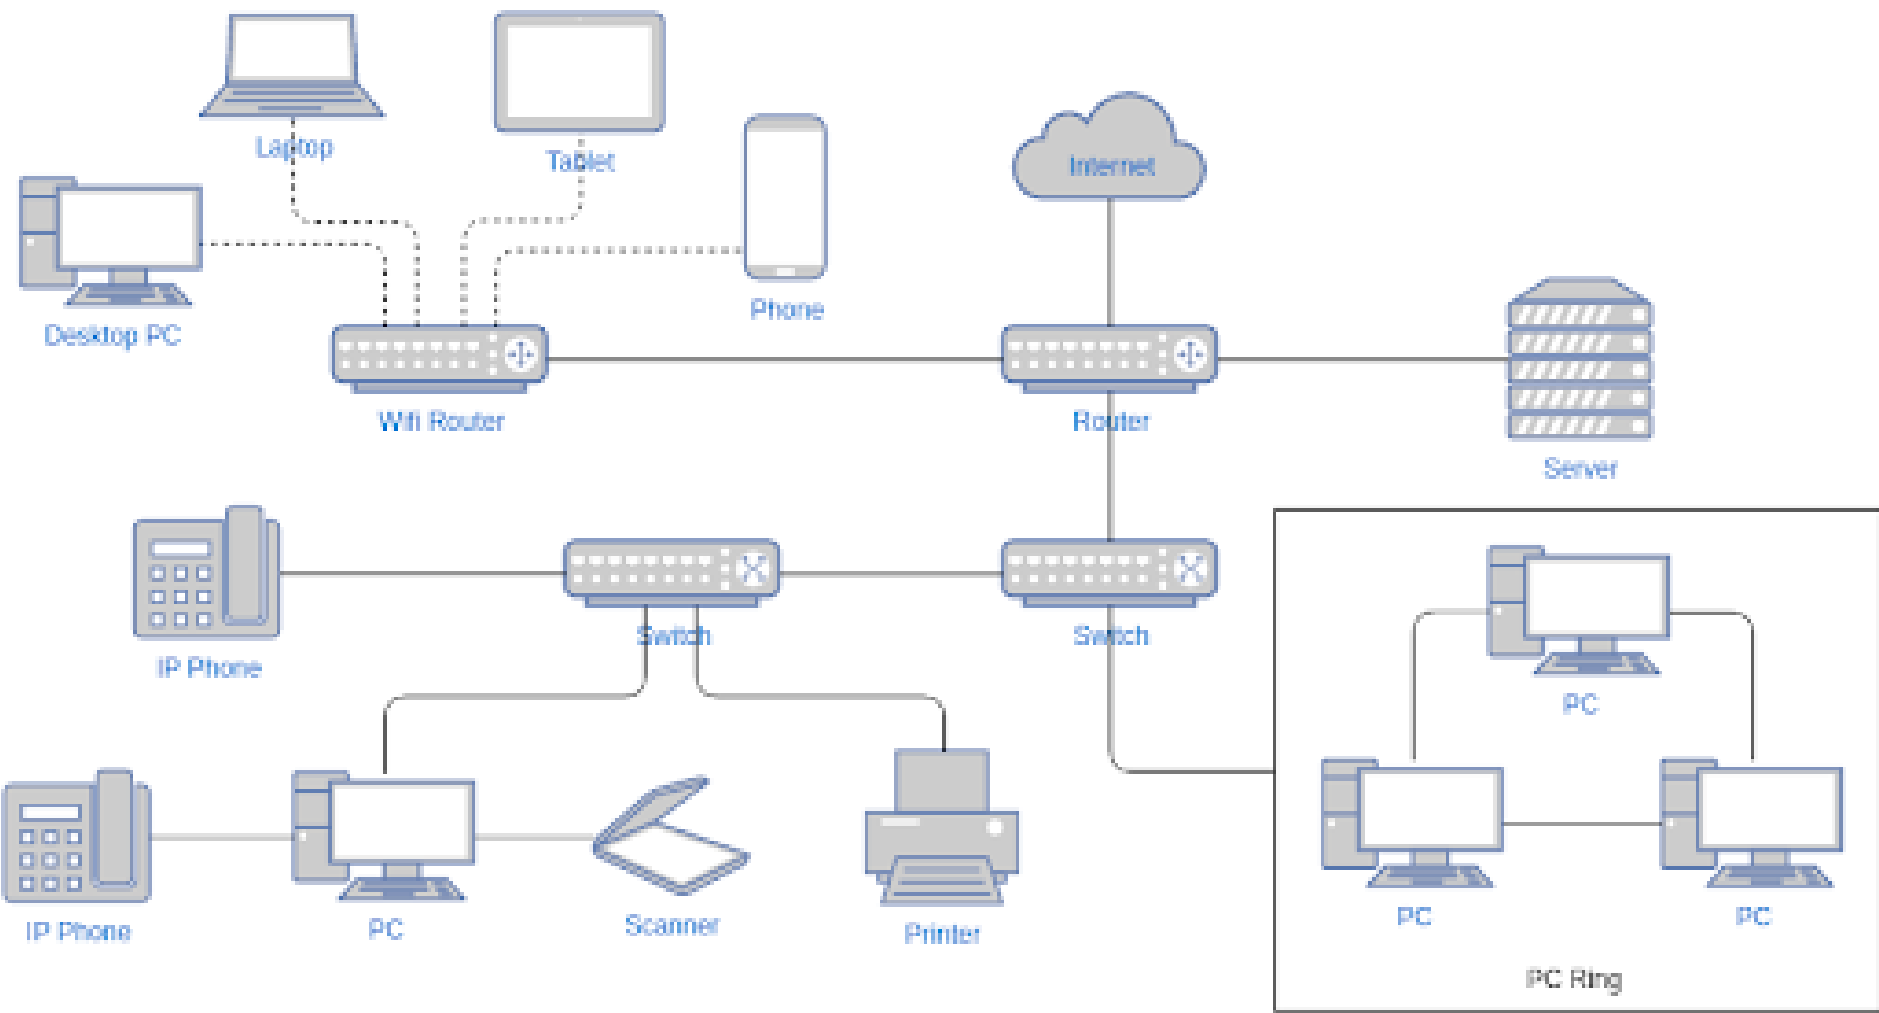 Laptop
Tablet
Internet
Phone
Desktop PC
Wifi Router
Router
Server
IP Phone
Switch
Switch
PC
IP Phone
PC
Scanner
Printer
PC
PC
PC Ring